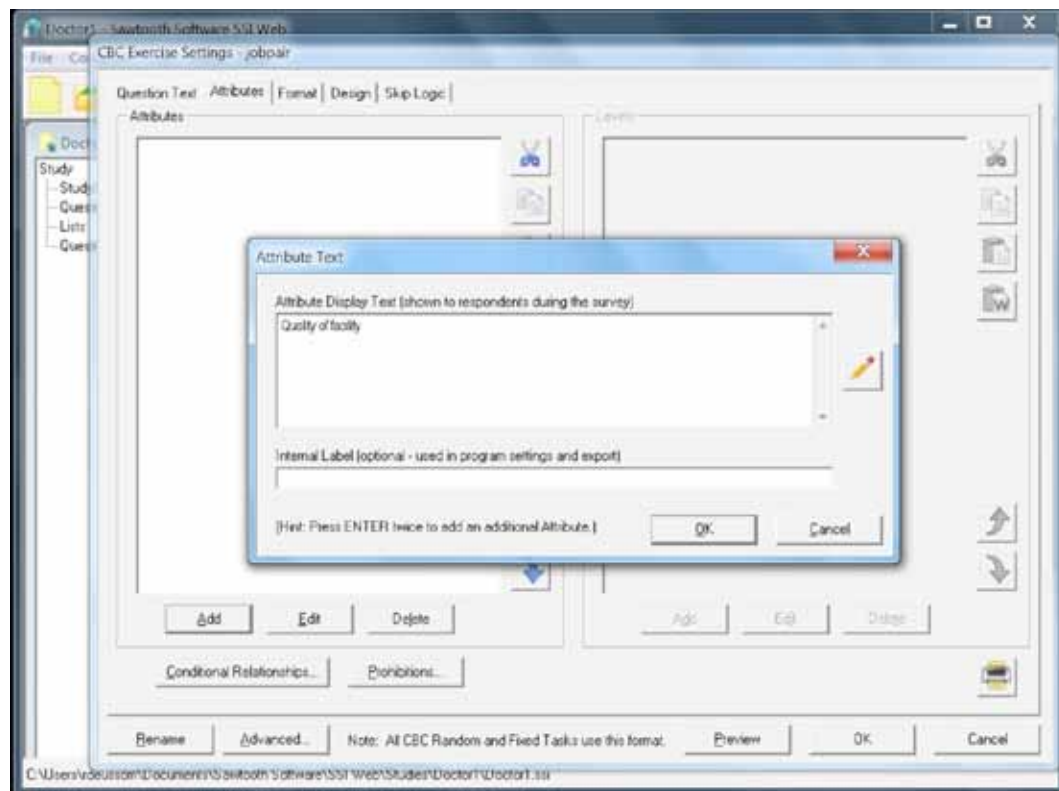 Doctor1 - Sawtooth Software SSI Web
File
CBC Exercise Settings - jobpair
Question Text Attributes Format Design Skip Logic
Attributes
Levels
Study
Lists
Attribute Text
Attribute Display Text (shown to respondents during the survey)
Quality of facility
Internal Label (optional - used in program settings and export)
(Hint: Press ENTER twice to add an additional Attribute.)
OK
Cancel
Add
Edit
Delete
Add
Edit
Delete
Conditional Relationships...
Prohibitions...
Rename
Advanced...
Note: All CBC Random and Fixed Tasks use this format.
Preview
OK
Cancel